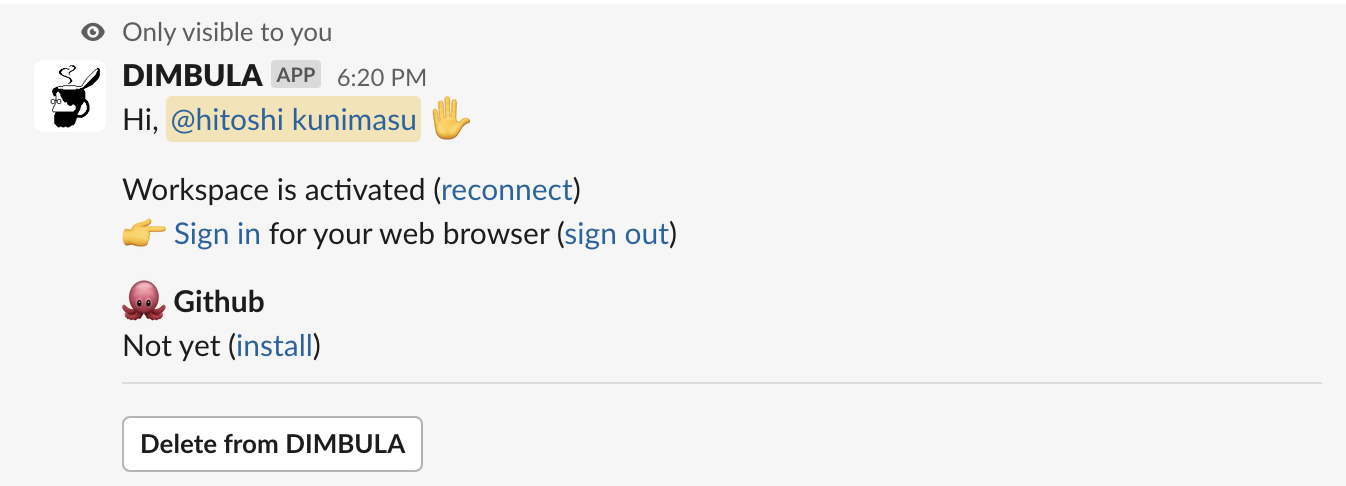 Only visible to you
DIMBULA APP 6:20 PM
Hi, @hitoshi kunimasu
Workspace is activated (reconnect)
Sign in for your web browser (sign out)
Github
Not yet (install)
Delete from DIMBULA